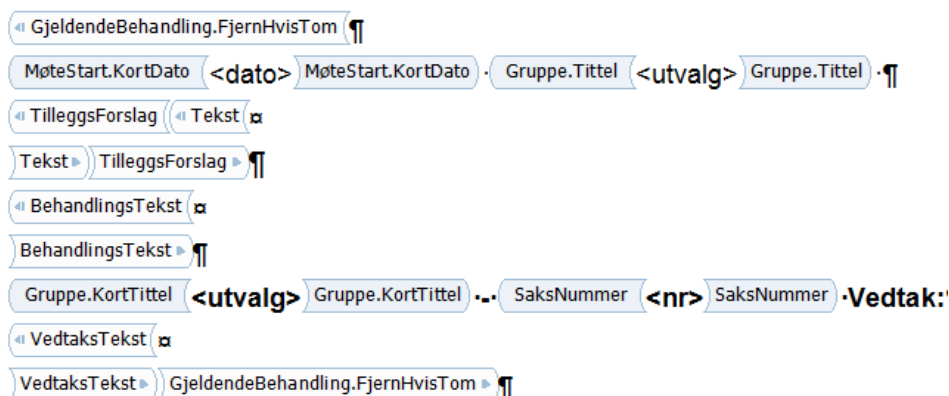 GjeldendeBehandling.FjernHvisTom ¶
MøteStart.KortDato <dato> MøteStart.KortDato · Gruppe.Tittel <utvalg> Gruppe.Tittel ·¶
TilleggsForslag Tekst ¤
Tekst TilleggsForslag ¶
BehandlingsTekst ¤
BehandlingsTekst ¶
Gruppe.KortTittel <utvalg> Gruppe.KortTittel ·-· SaksNummer <nr> SaksNummer ·Vedtak:
VedtaksTekst ¤
VedtaksTekst GjeldendeBehandling.FjernHvisTom ¶